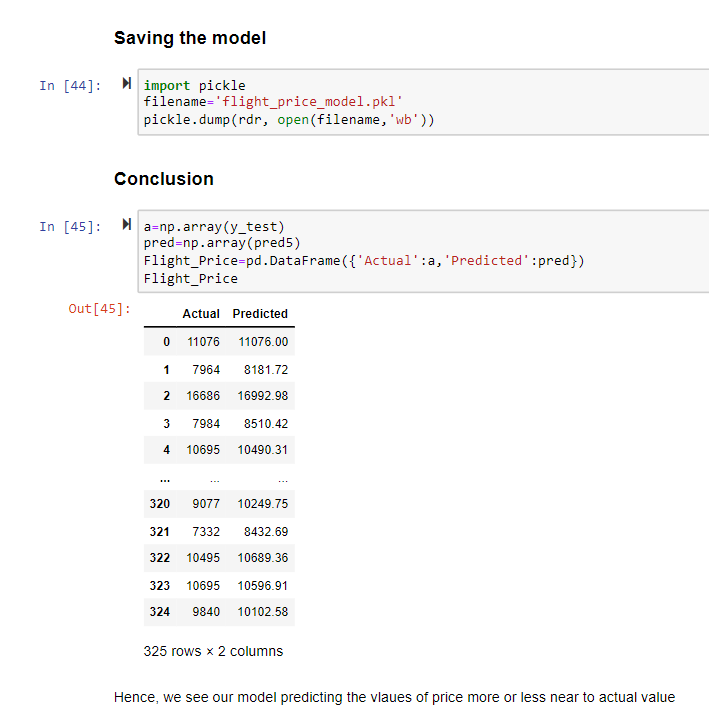 Saving the model
In [44]:
import pickle
filename='flight_price_model.pkl'
pickle.dump(rdr, open(filename,'wb'))
Conclusion
In [45]:
a=np.array(y_test)
pred=np.array(pred5)
Flight_Price=pd.DataFrame({'Actual':a,'Predicted':pred})
Flight_Price
Out[45]:
Actual Predicted
0 11076 11076.00
1 7964 8181.72
2 16686 16992.98
3 7984 8510.42
4 10695 10490.31
... ... ...
320 9077 10249.75
321 7332 8432.69
322 10495 10689.36
323 10695 10596.91
324 9840 10102.58
325 rows × 2 columns
Hence, we see our model predicting the vlaues of price more or less near to actual value